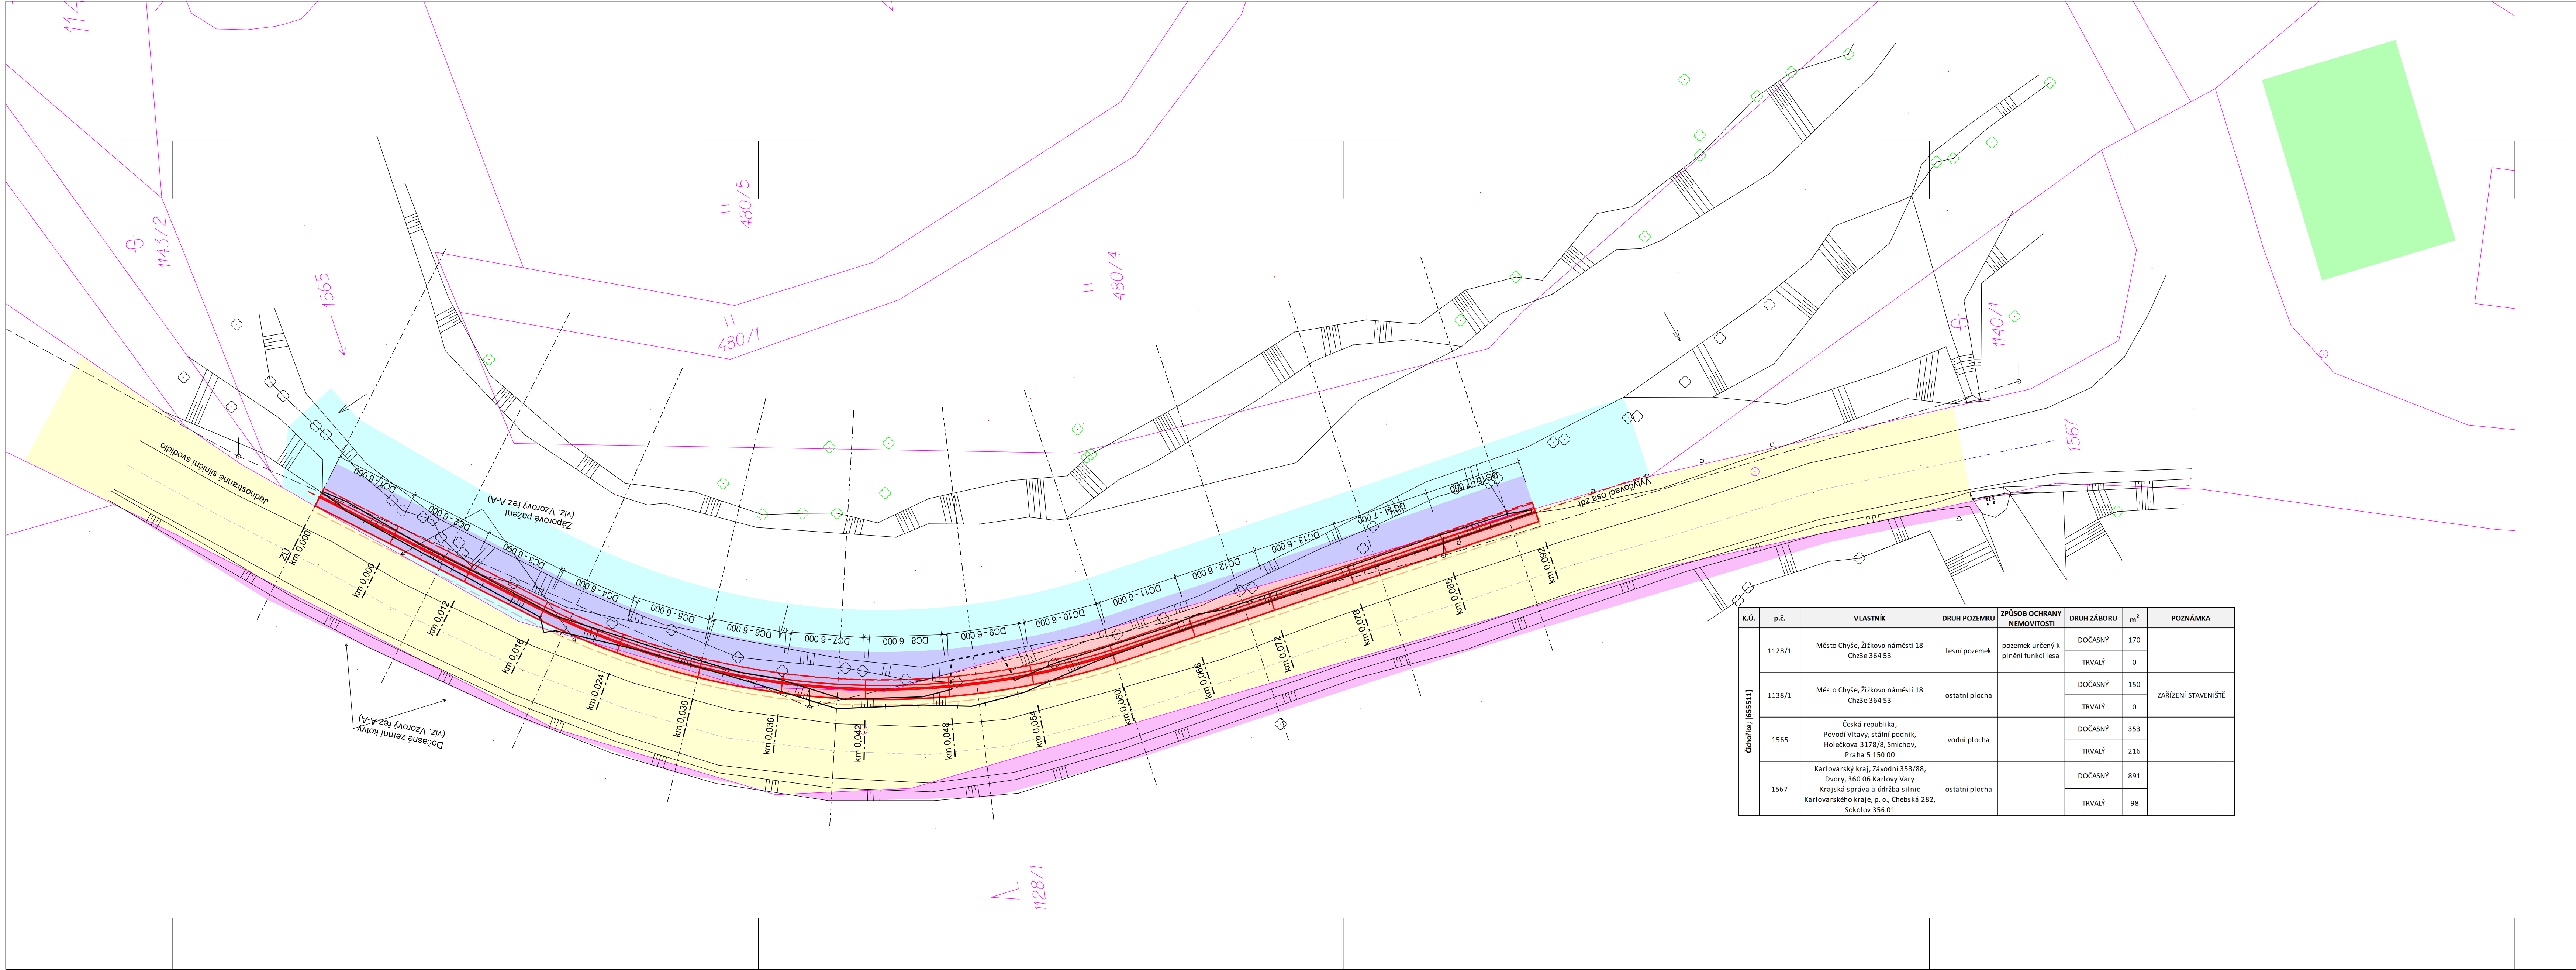 1143/2
1565
480/5
480/1
480/4
1140/1
1567
1128/1
Jednostranné silniční svodidlo
Záporové pažení
(viz. Vzorový řez A-A)
Dočasné zemní kotvy
(viz. Vzorový řez A-A)
Vytyčovací osa zdi
DC1 - 6 000
DC2 - 6 000
DC3 - 6 000
DC4 - 6 000
DC5 - 6 000
DC6 - 6 000
DC7 - 6 000
DC8 - 6 000
DC9 - 6 000
DC10 - 6 000
DC11 - 6 000
DC12 - 6 000
DC13 - 6 000
DC14 - 7 000
DC15 - 7 000
ZÚ
km 0,000
km 0,006
km 0,012
km 0,018
km 0,024
km 0,030
km 0,036
km 0,042
km 0,048
km 0,054
km 0,060
km 0,066
km 0,072
km 0,078
km 0,085
km 0,092
K.Ú. p.č. VLASTNÍK DRUH POZEMKU ZPŮSOB OCHRANY NEMOVITOSTI DRUH ZÁBORU m² POZNÁMKA
Čichořice; [655511]
1128/1
Město Chyše, Žižkovo náměstí 18
Chz3e 364 53
lesní pozemek
pozemek určený k
plnění funkcí lesa
DOČASNÝ 170
TRVALÝ 0
1138/1
Město Chyše, Žižkovo náměstí 18
Chz3e 364 53
ostatní plocha
DOČASNÝ 150
TRVALÝ 0
ZAŘÍZENÍ STAVENIŠTĚ
1565
Česká republika,
Povodí Vltavy, státní podnik,
Holečkova 3178/8, Smíchov,
Praha 5 150 00
vodní plocha
DOČASNÝ 353
TRVALÝ 216
1567
Karlovarský kraj, Závodní 353/88,
Dvory, 360 06 Karlovy Vary
Krajská správa a údržba silnic
Karlovarského kraje, p. o., Chebská 282,
Sokolov 356 01
ostatní plocha
DOČASNÝ 891
TRVALÝ 98